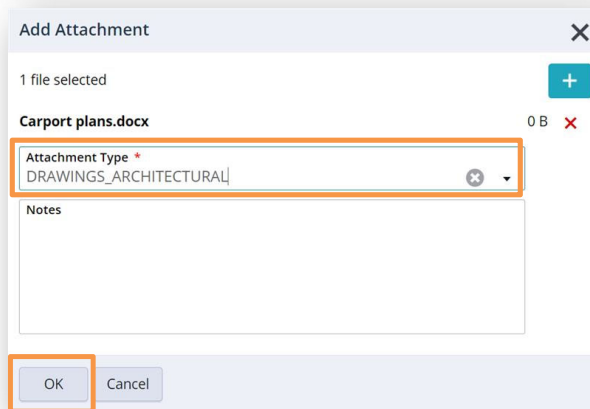 Add Attachment
1 file selected
Carport plans.docx 0 B
Attachment Type *
DRAWINGS_ARCHITECTURAL
Notes
OK Cancel